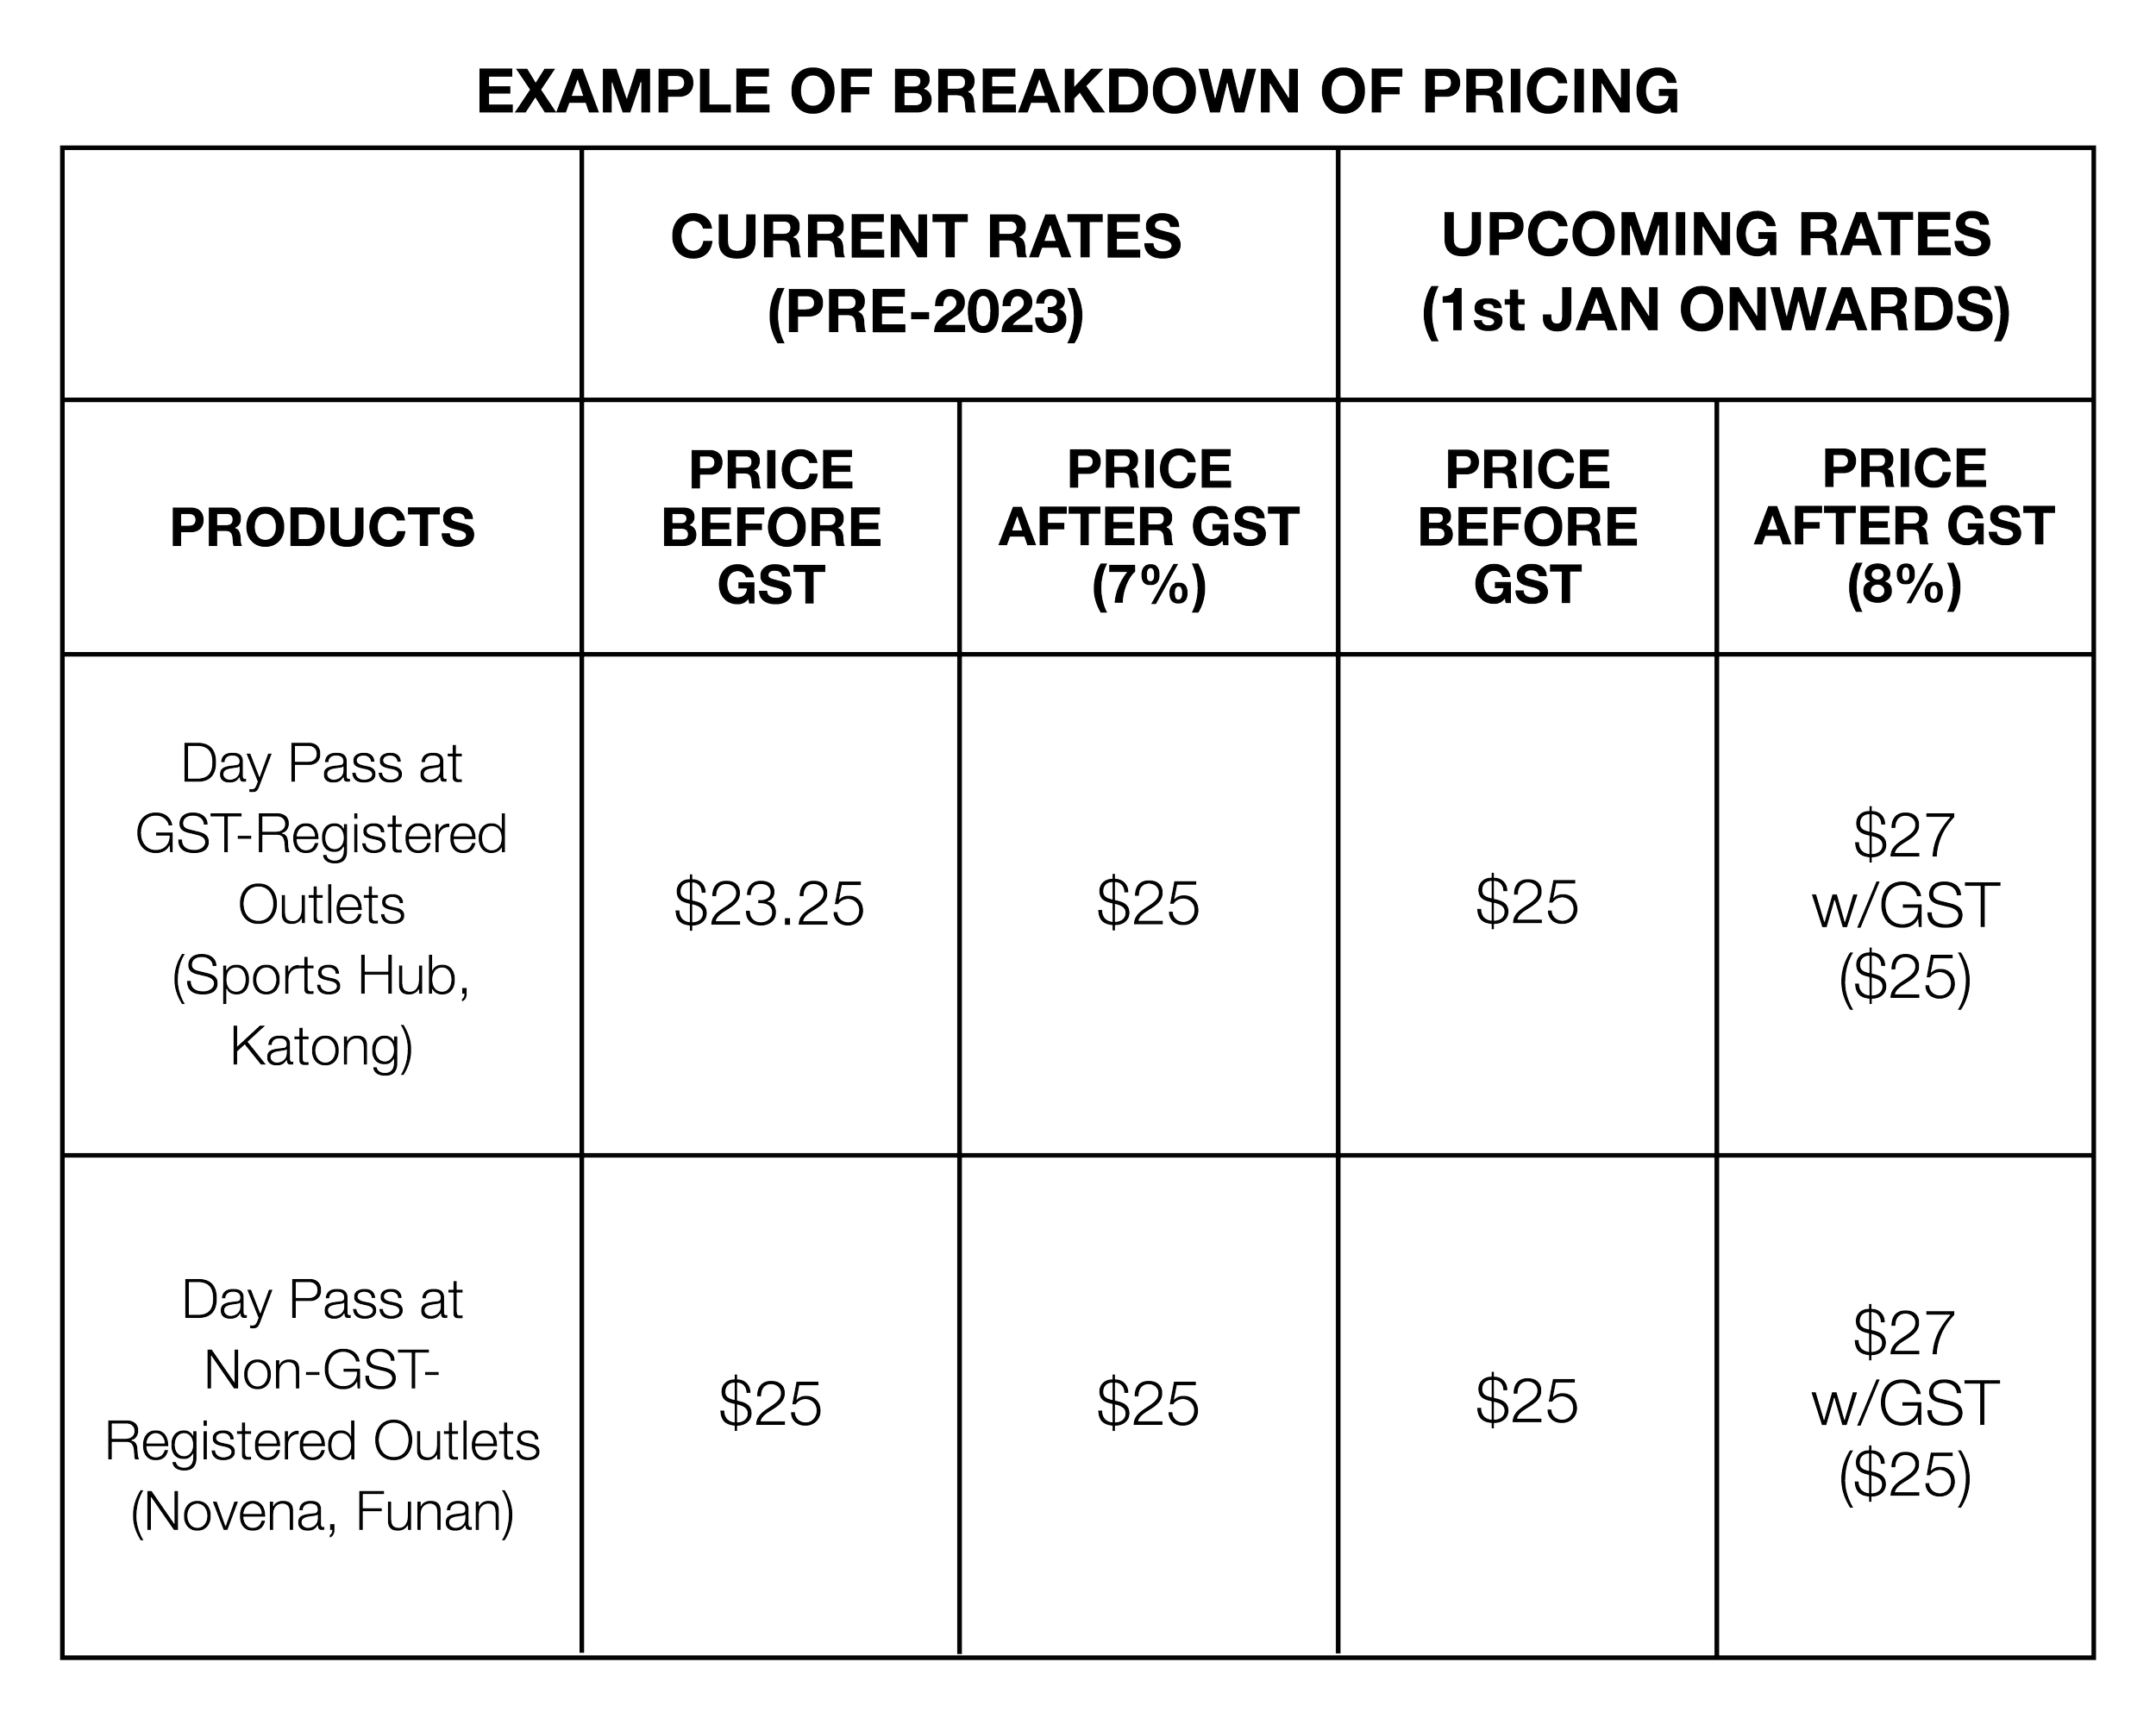 EXAMPLE OF BREAKDOWN OF PRICING
CURRENT RATES
(PRE-2023)
UPCOMING RATES
(1st JAN ONWARDS)
PRODUCTS
PRICE
BEFORE
GST
PRICE
AFTER GST
(7%)
PRICE
BEFORE
GST
PRICE
AFTER GST
(8%)
Day Pass at
GST-Registered
Outlets
(Sports Hub,
Katong)
$23.25
$25
$25
$27
w/GST
($25)
Day Pass at
Non-GST-
Registered Outlets
(Novena, Funan)
$25
$25
$25
$27
w/GST
($25)